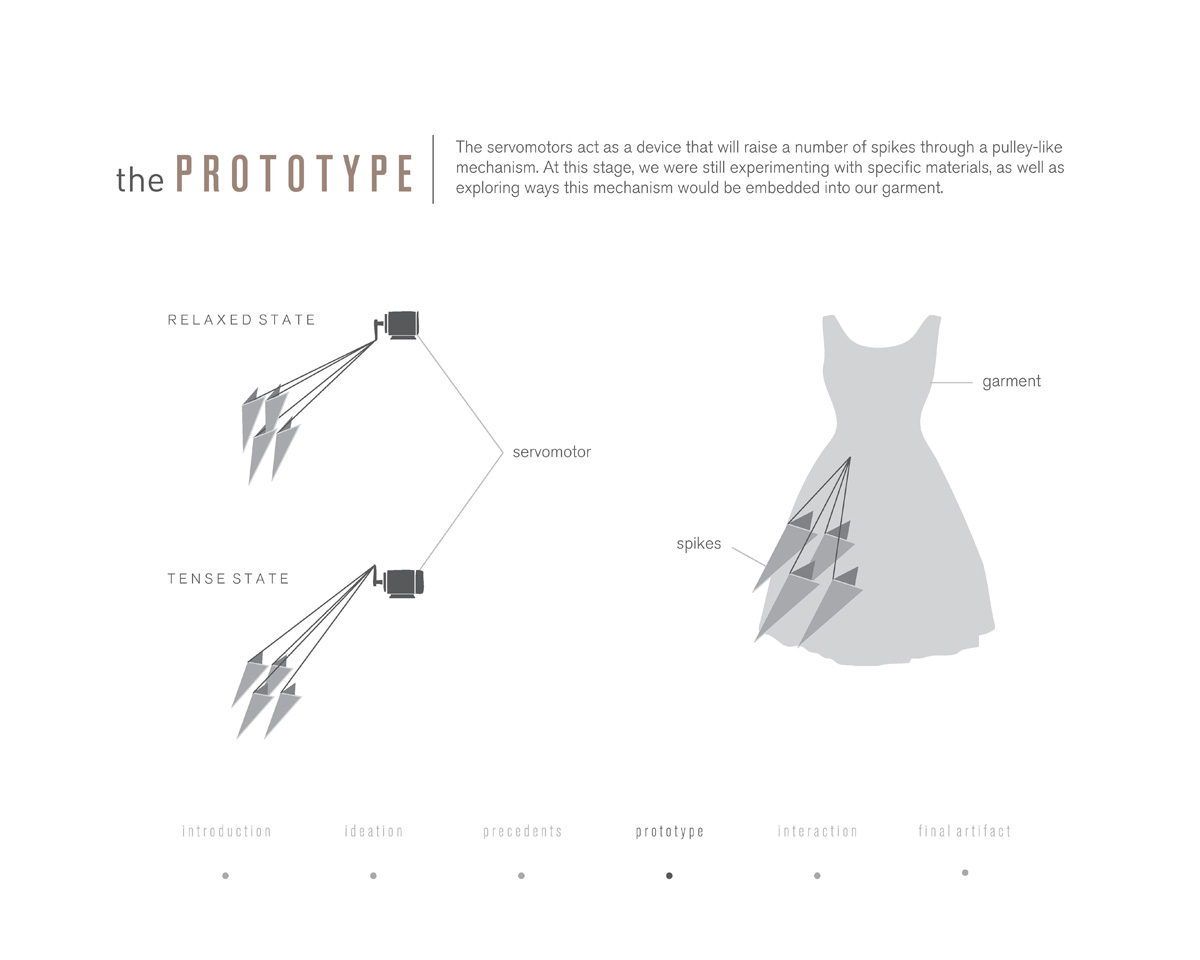 the PROTOTYPE
The servomotors act as a device that will raise a number of spikes through a pulley-like
mechanism. At this stage, we were still experimenting with specific materials, as well as
exploring ways this mechanism would be embedded into our garment.
RELAXED STATE
garment
servomotor
spikes
TENSE STATE
introduction ideation precedents prototype interaction final artifact